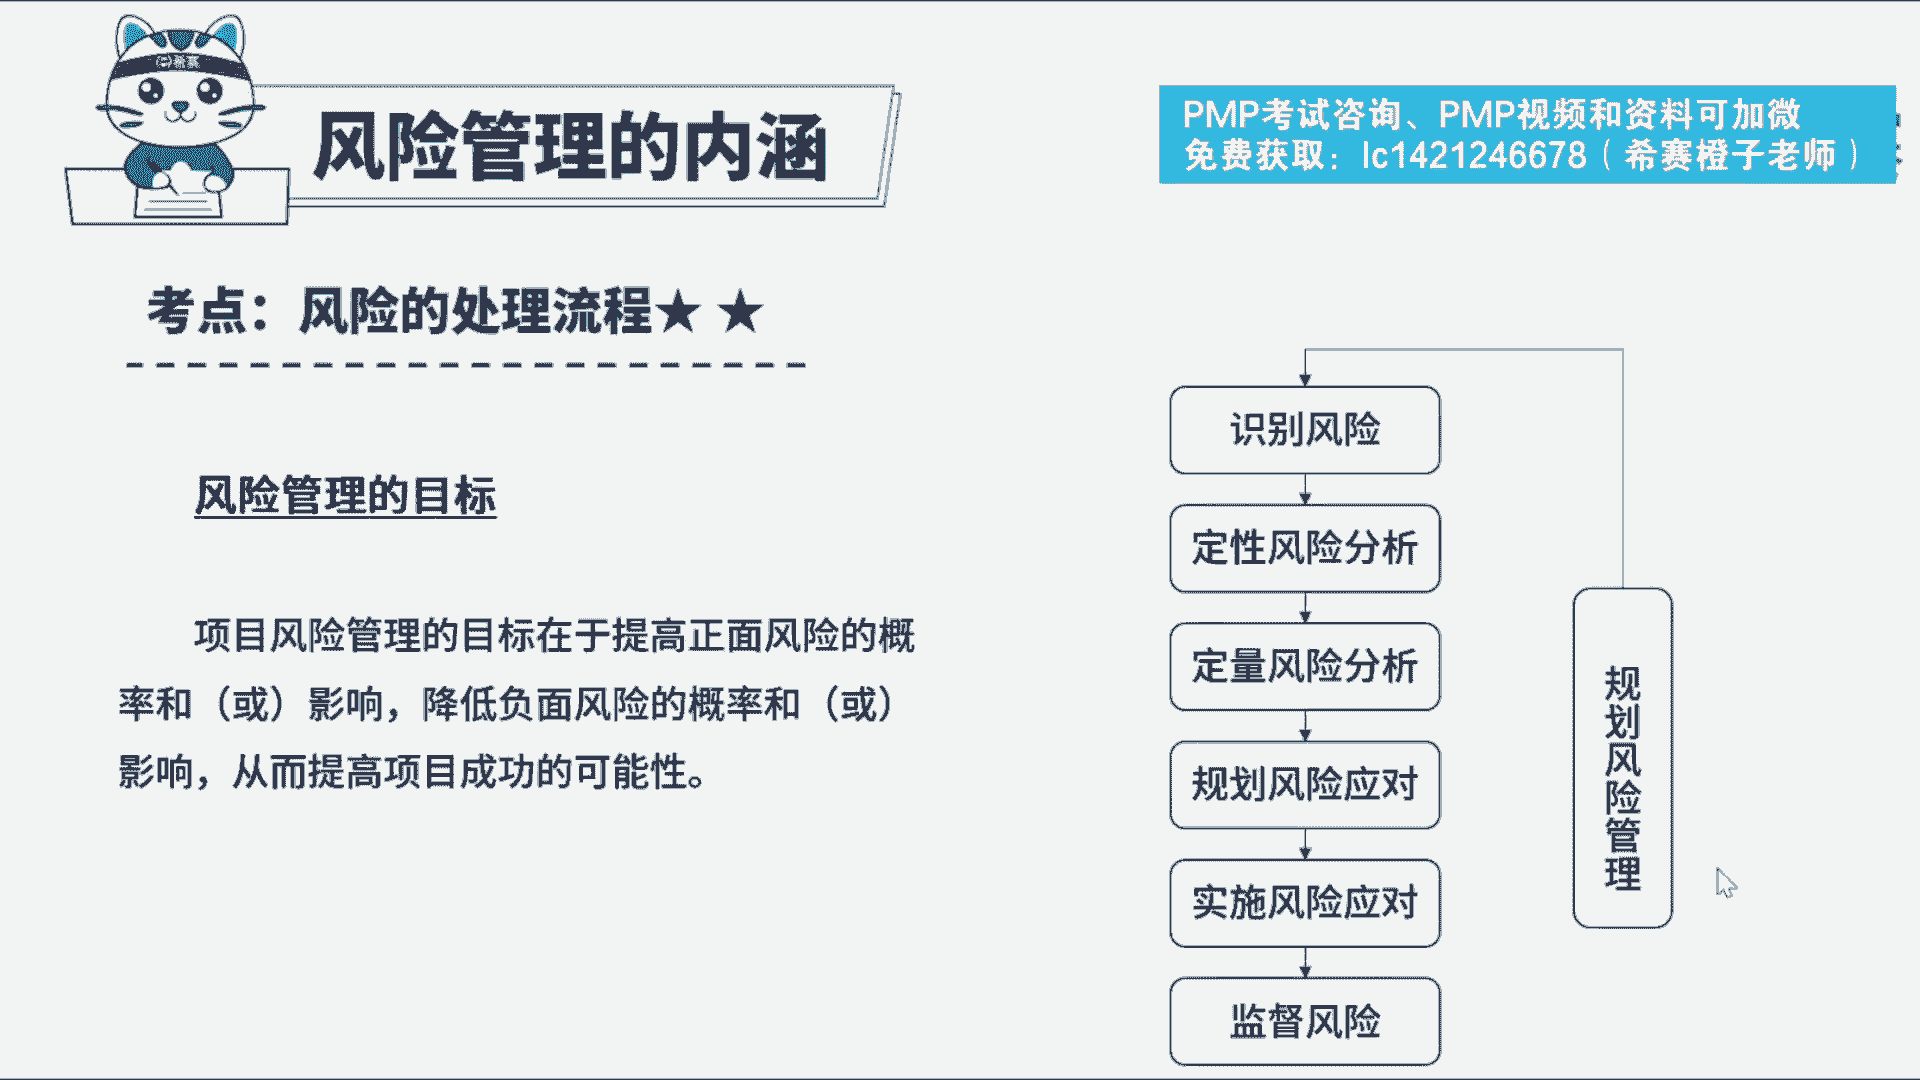 希赛
风险管理的内涵
PMP考试咨询、PMP视频和资料可加微
免费获取：lc1421246678（希赛橙子老师）
考点：风险的处理流程★ ★
风险管理的目标
项目风险管理的目标在于提高正面风险的概
率和（或）影响，降低负面风险的概率和（或）
影响，从而提高项目成功的可能性。
识别风险
定性风险分析
定量风险分析
规划风险应对
实施风险应对
监督风险
规划风险管理